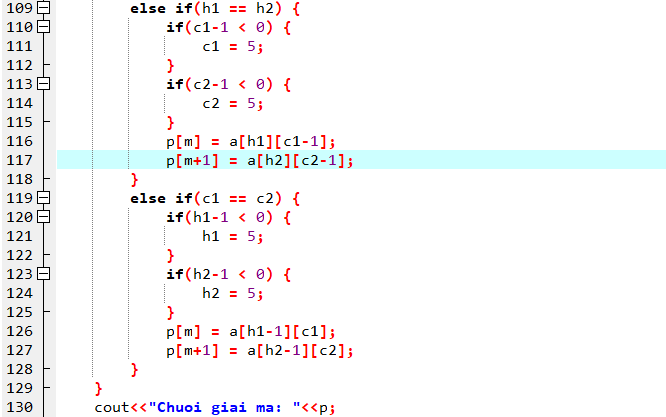 109 else if(h1 == h2) {
110 if(c1-1 < 0) {
111 c1 = 5;
112 }
113 if(c2-1 < 0) {
114 c2 = 5;
115 }
116 p[m] = a[h1][c1-1];
117 p[m+1] = a[h2][c2-1];
118 }
119 else if(c1 == c2) {
120 if(h1-1 < 0) {
121 h1 = 5;
122 }
123 if(h2-1 < 0) {
124 h2 = 5;
125 }
126 p[m] = a[h1-1][c1];
127 p[m+1] = a[h2-1][c2];
128 }
129 }
130 cout<<"Chuoi giai ma: "<<p;